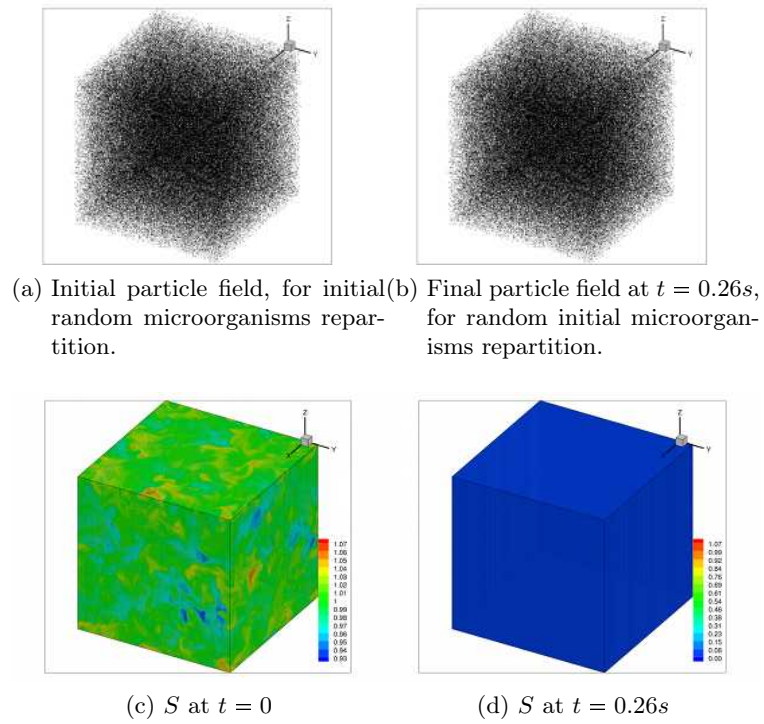 Z
Y
Z
Y
(a) Initial particle field, for initial
random microorganisms repar-
tition.
(b) Final particle field at t = 0.26s,
for random initial microorgan-
isms repartition.
Z
X
Y
1.07
1.06
1.05
1.04
1.03
1.02
1.01
1
0.99
0.98
0.97
0.96
0.95
0.94
0.93
Z
X
Y
1.07
1.00
0.92
0.84
0.76
0.69
0.61
0.54
0.46
0.38
0.31
0.23
0.15
0.08
0.00
(c) S at t = 0
(d) S at t = 0.26s